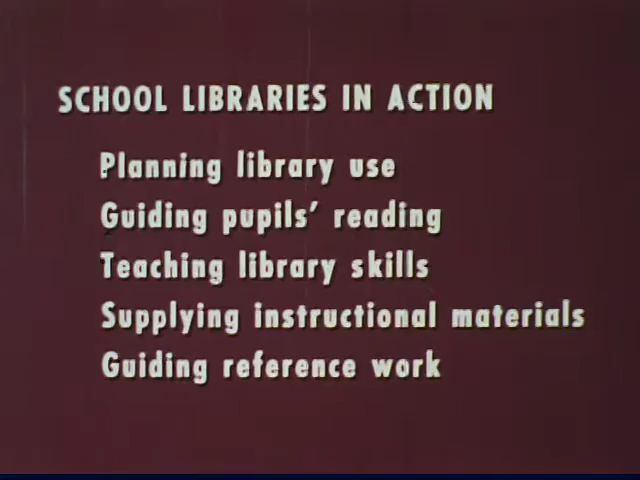 SCHOOL LIBRARIES IN ACTION
Planning library use
Guiding pupils’ reading
Teaching library skills
Supplying instructional materials
Guiding reference work